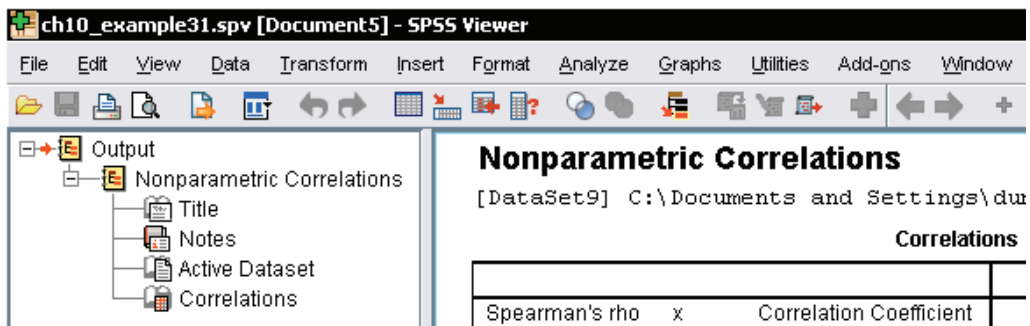 ch10_example31.spv [Document5] - SPSS Viewer
File Edit View Data Transform Insert Format Analyze Graphs Utilities Add-ons Window
Output
Nonparametric Correlations
Title
Notes
Active Dataset
Correlations
Nonparametric Correlations
[DataSet9] C:\Documents and Settings\dur
Correlations
Spearman's rho x Correlation Coefficient